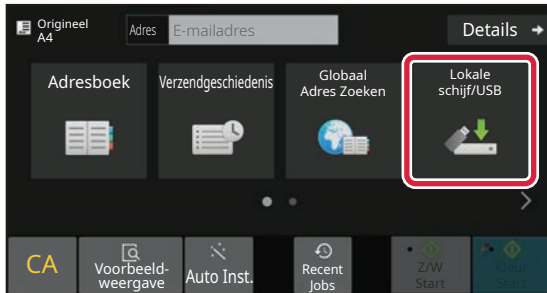 Origineel
A4
Adres
E-mailadres
Details
Adresboek
Verzendgeschiedenis
Globaal
Adres Zoeken
Lokale
schijf/USB
CA
Voorbeeld-
weergave
Auto Inst.
Recent
Jobs
Z/W
Start
Kleur
Start